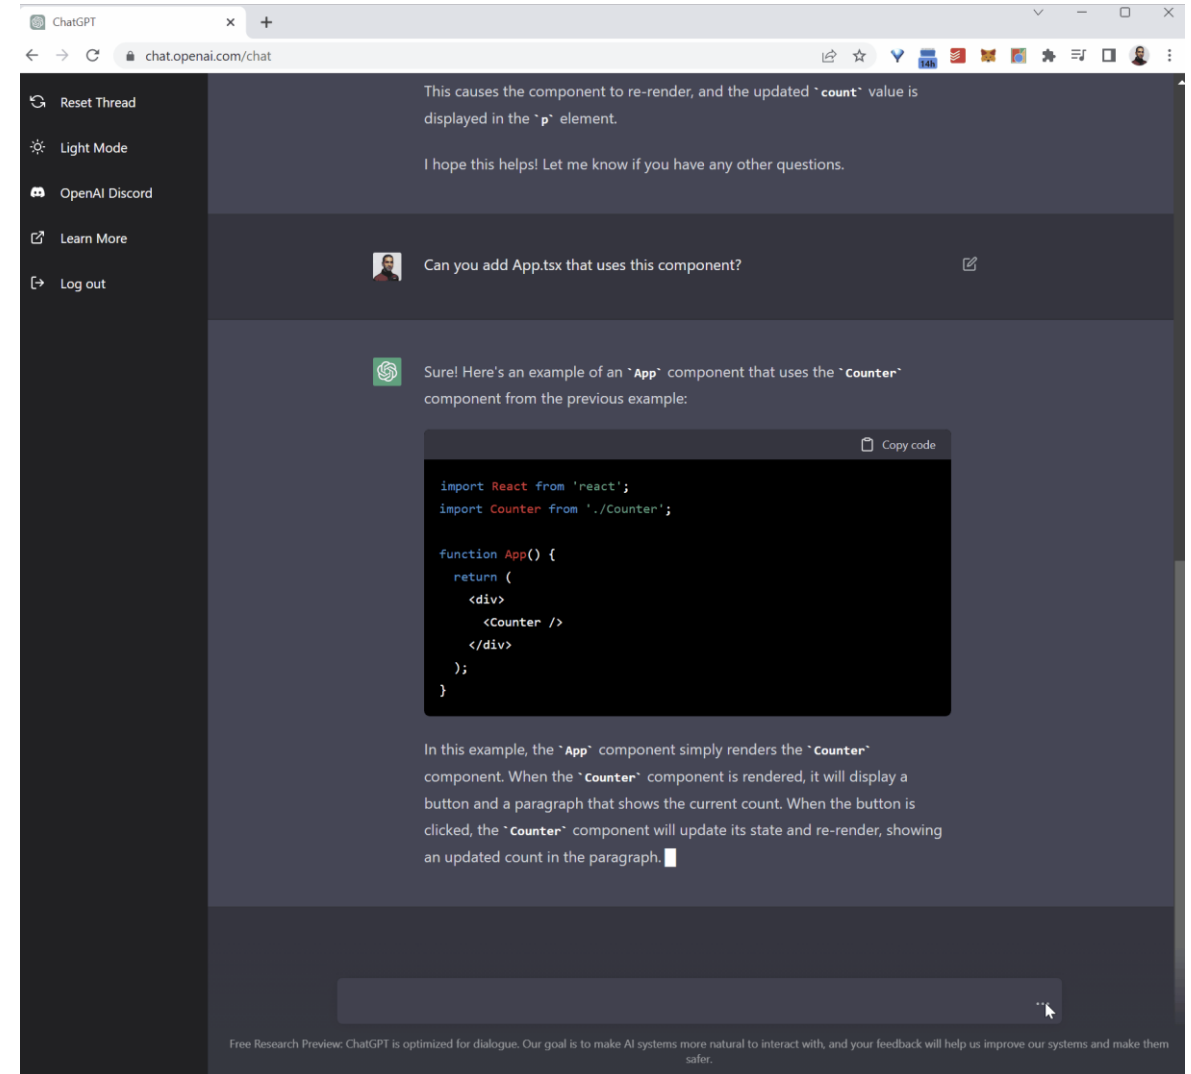 ChatGPT
chat.openai.com/chat
14h
Reset Thread
Light Mode
OpenAI Discord
Learn More
Log out
This causes the component to re-render, and the updated `count` value is
displayed in the `p` element.
I hope this helps! Let me know if you have any other questions.
Can you add App.tsx that uses this component?
Sure! Here's an example of an `App` component that uses the `Counter`
component from the previous example:
Copy code
import React from 'react';
import Counter from './Counter';
function App() {
return (
<div>
<Counter />
</div>
);
}
In this example, the `App` component simply renders the `Counter`
component. When the `Counter` component is rendered, it will display a
button and a paragraph that shows the current count. When the button is
clicked, the `Counter` component will update its state and re-render, showing
an updated count in the paragraph.
Free Research Preview: ChatGPT is optimized for dialogue. Our goal is to make AI systems more natural to interact with, and your feedback will help us improve our systems and make them
safer.